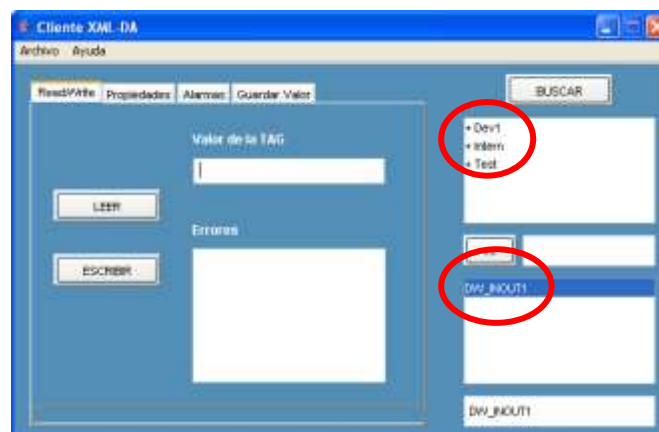 Cliente XML-DA
Archivo Ayuda
Read/Write Propiedades Alarmas Guardar Valor
BUSCAR
Valor de la TAG
+ Dev1
+ Intern
+ Test
LEER
Errores
ESCRIBIR
DW_INOUT1
DW_INOUT1